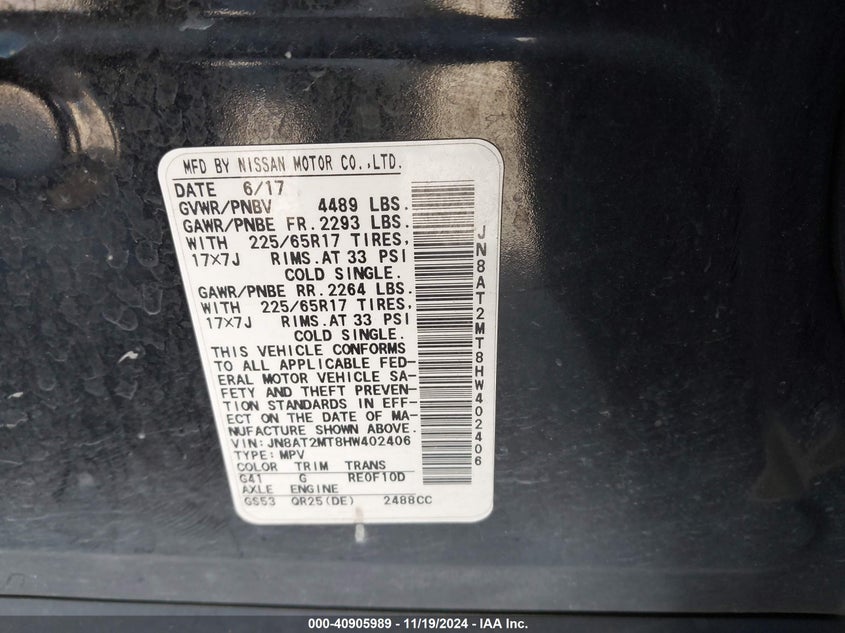 MFD BY NISSAN MOTOR CO.,LTD.
DATE 6/17
GVWR/PNBV 4489 LBS.
GAWR/PNBE FR.2293 LBS.
WITH 225/65R17 TIRES,
17×7J RIMS.AT 33 PSI
COLD SINGLE.
GAWR/PNBE RR.2264 LBS.
WITH 225/65R17 TIRES,
17×7J RIMS.AT 33 PSI
COLD SINGLE.
THIS VEHICLE CONFORMS
TO ALL APPLICABLE FED-
ERAL MOTOR VEHICLE SA-
FETY AND THEFT PREVEN-
TION STANDARDS IN EFF-
ECT ON THE DATE OF MA-
NUFACTURE SHOWN ABOVE.
VIN:JN8AT2MT8HW402406
TYPE:MPV
COLOR TRIM TRANS
G41 G RE0F10D
AXLE ENGINE
GS53 QR25(DE) 2488CC
JN8AT2MT8HW402406
000-40905989 - 11/19/2024 - IAA Inc.